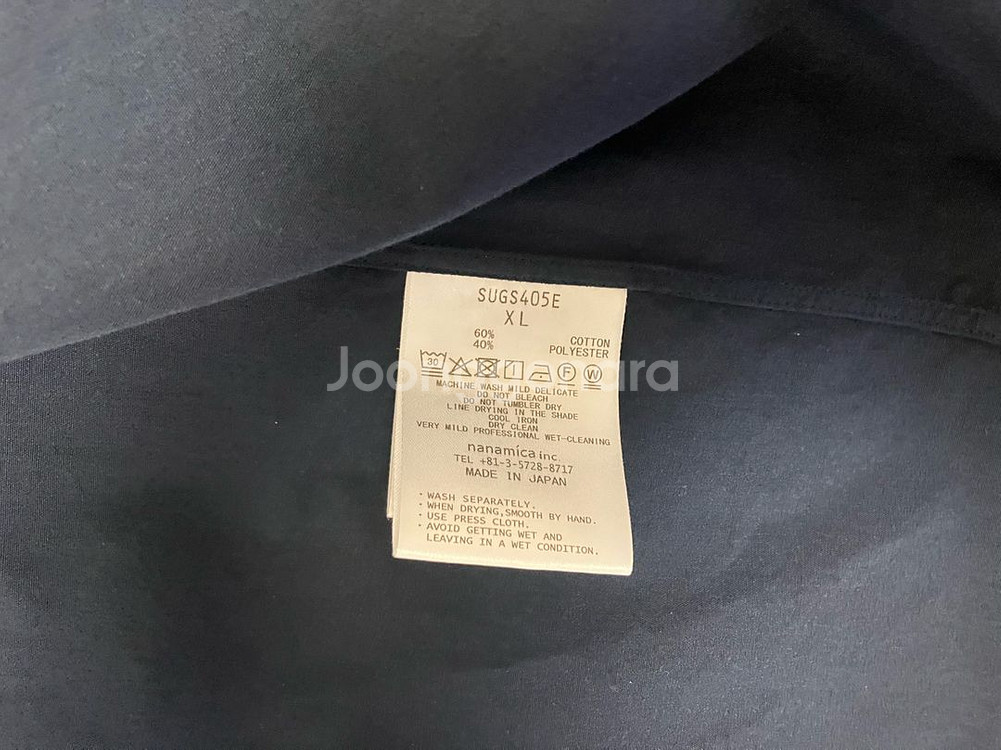 SUGS405E
XL
60% COTTON
40% POLYESTER
30 F W
MACHINE WASH MILD DELICATE
DO NOT BLEACH
DO NOT TUMBLER DRY
LINE DRYING IN THE SHADE
COOL IRON
DRY CLEAN
VERY MILD PROFESSIONAL WET-CLEANING
nanamica inc.
TEL +81-3-5728-8717
MADE IN JAPAN
・WASH SEPARATELY.
・WHEN DRYING,SMOOTH BY HAND.
・USE PRESS CLOTH.
・AVOID GETTING WET AND
LEAVING IN A WET CONDITION.